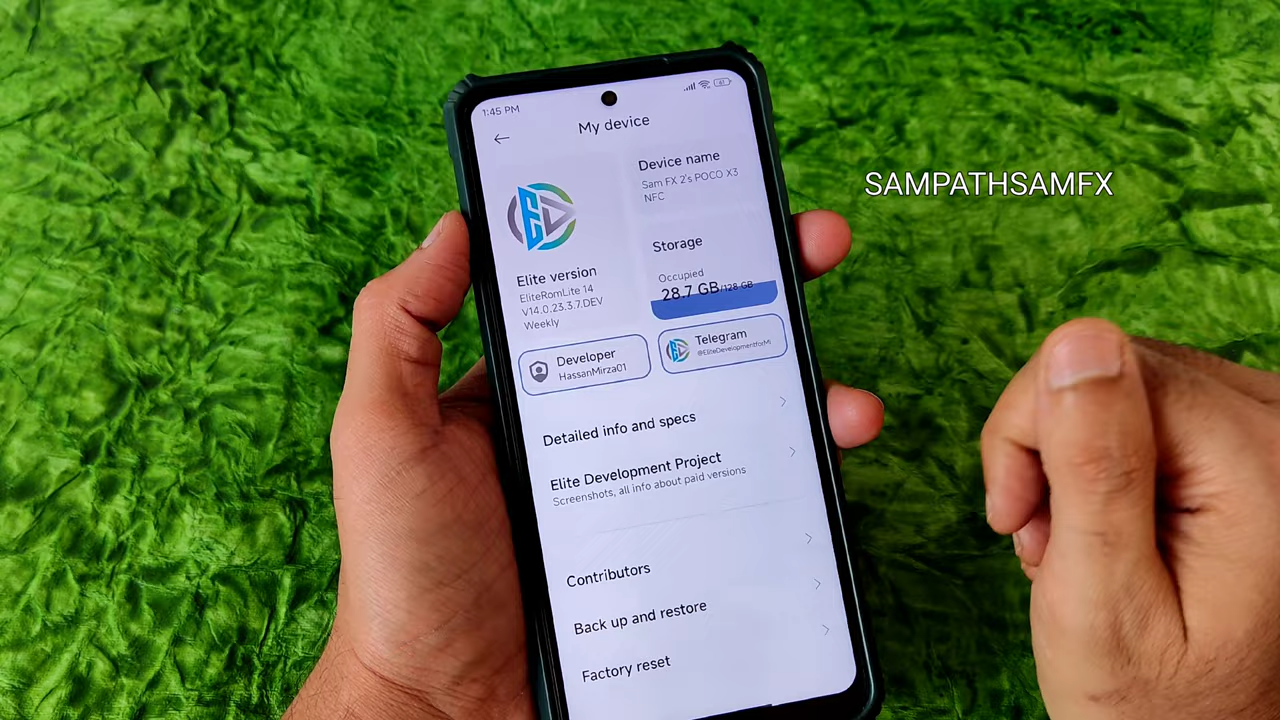 1:45 PM
61
My device
SAMPATHSAMFX
Device name
Sam FX 2's POCO X3
NFC
Elite version
EliteRomLite 14
V14.0.23.3.7.DEV
Weekly
Storage
Occupied
28.7 GB/128 GB
Developer
HassanMirza01
Telegram
@EliteDevelopmentforMI
Detailed info and specs
Elite Development Project
Screenshots, all info about paid versions
Contributors
Back up and restore
Factory reset